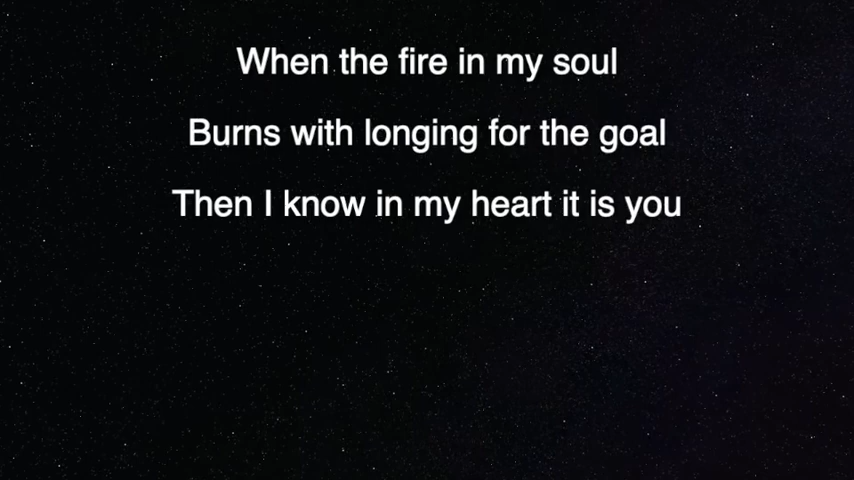 When the fire in my soul
Burns with longing for the goal
Then I know in my heart it is you